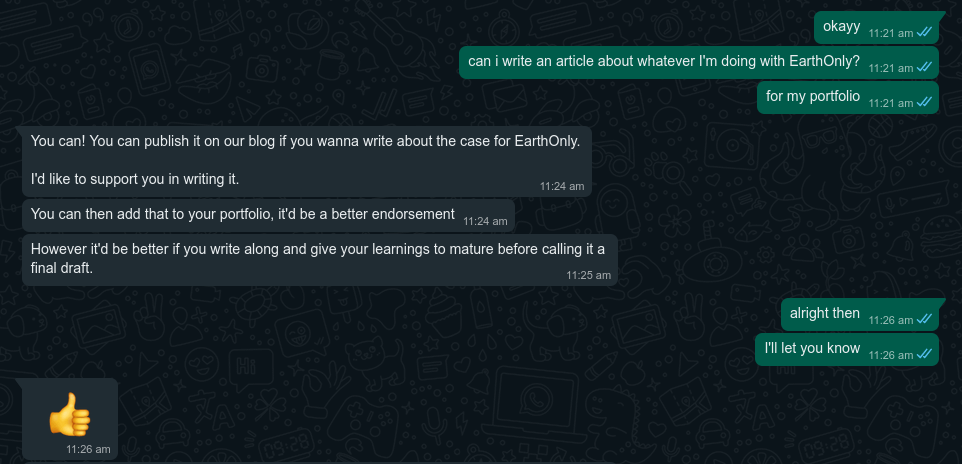 okayy 11:21 am
can i write an article about whatever I'm doing with EarthOnly? 11:21 am
for my portfolio 11:21 am
You can! You can publish it on our blog if you wanna write about the case for EarthOnly.
I'd like to support you in writing it. 11:24 am
You can then add that to your portfolio, it'd be a better endorsement 11:24 am
However it'd be better if you write along and give your learnings to mature before calling it a
final draft. 11:25 am
alright then 11:26 am
I'll let you know 11:26 am
11:26 am